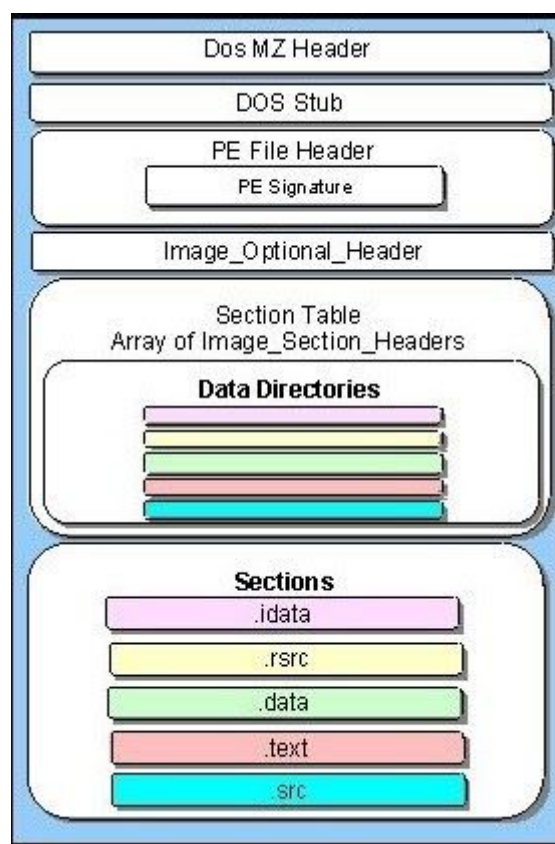 Dos MZ Header
DOS Stub
PE File Header
PE Signature
Image_Optional_Header
Section Table
Array of Image_Section_Headers
Data Directories
Sections
.idata
.rsrc
.data
.text
.src